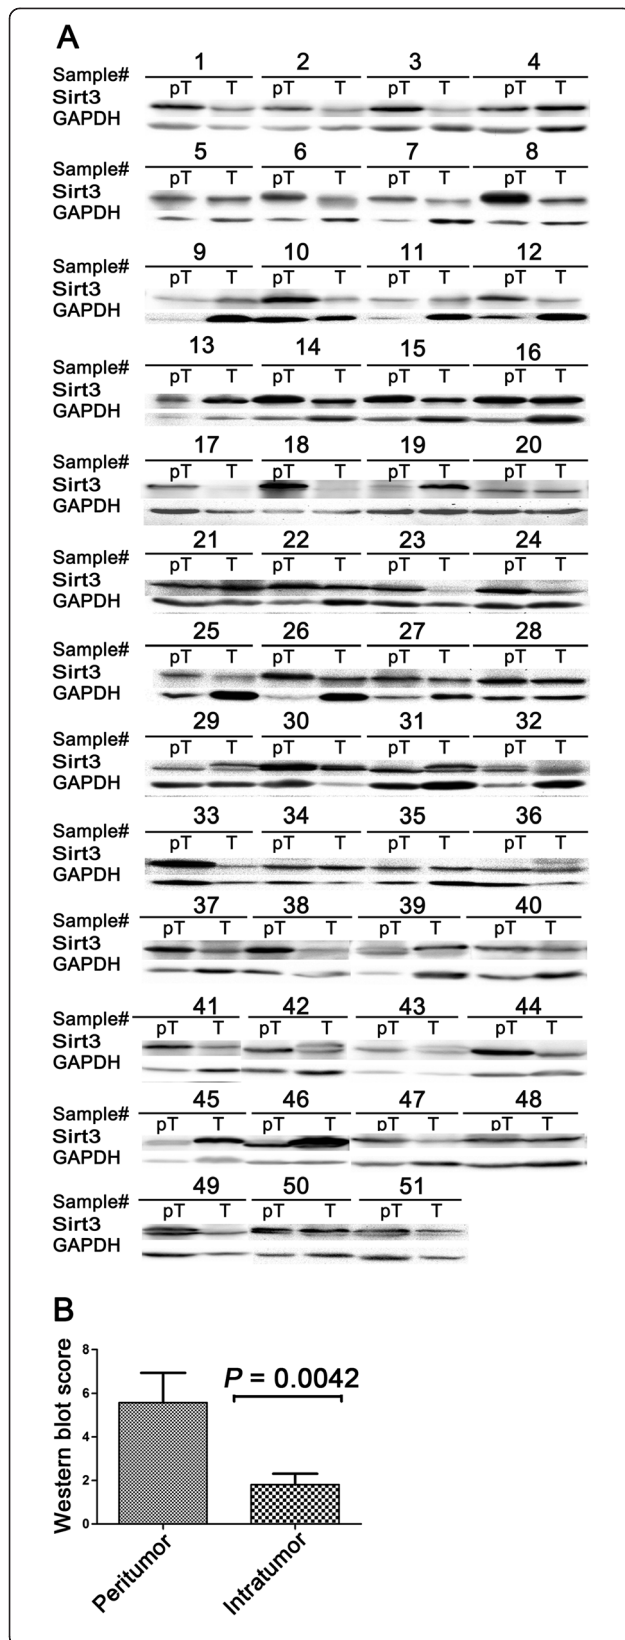 A
1 2 3 4
Sample# pT T pT T pT T pT T
Sirt3
GAPDH
5 6 7 8
Sample# pT T pT T pT T pT T
Sirt3
GAPDH
9 10 11 12
Sample# pT T pT T pT T pT T
Sirt3
GAPDH
13 14 15 16
Sample# pT T pT T pT T pT T
Sirt3
GAPDH
17 18 19 20
Sample# pT T pT T pT T pT T
Sirt3
GAPDH
21 22 23 24
Sample# pT T pT T pT T pT T
Sirt3
GAPDH
25 26 27 28
Sample# pT T pT T pT T pT T
Sirt3
GAPDH
29 30 31 32
Sample# pT T pT T pT T pT T
Sirt3
GAPDH
33 34 35 36
Sample# pT T pT T pT T pT T
Sirt3
GAPDH
37 38 39 40
Sample# pT T pT T pT T pT T
Sirt3
GAPDH
41 42 43 44
Sample# pT T pT T pT T pT T
Sirt3
GAPDH
45 46 47 48
Sample# pT T pT T pT T pT T
Sirt3
GAPDH
49 50 51
Sample# pT T pT T pT T
Sirt3
GAPDH
B
Western blot score
8
6
4
2
0
P = 0.0042
Peritumor
Intratumor